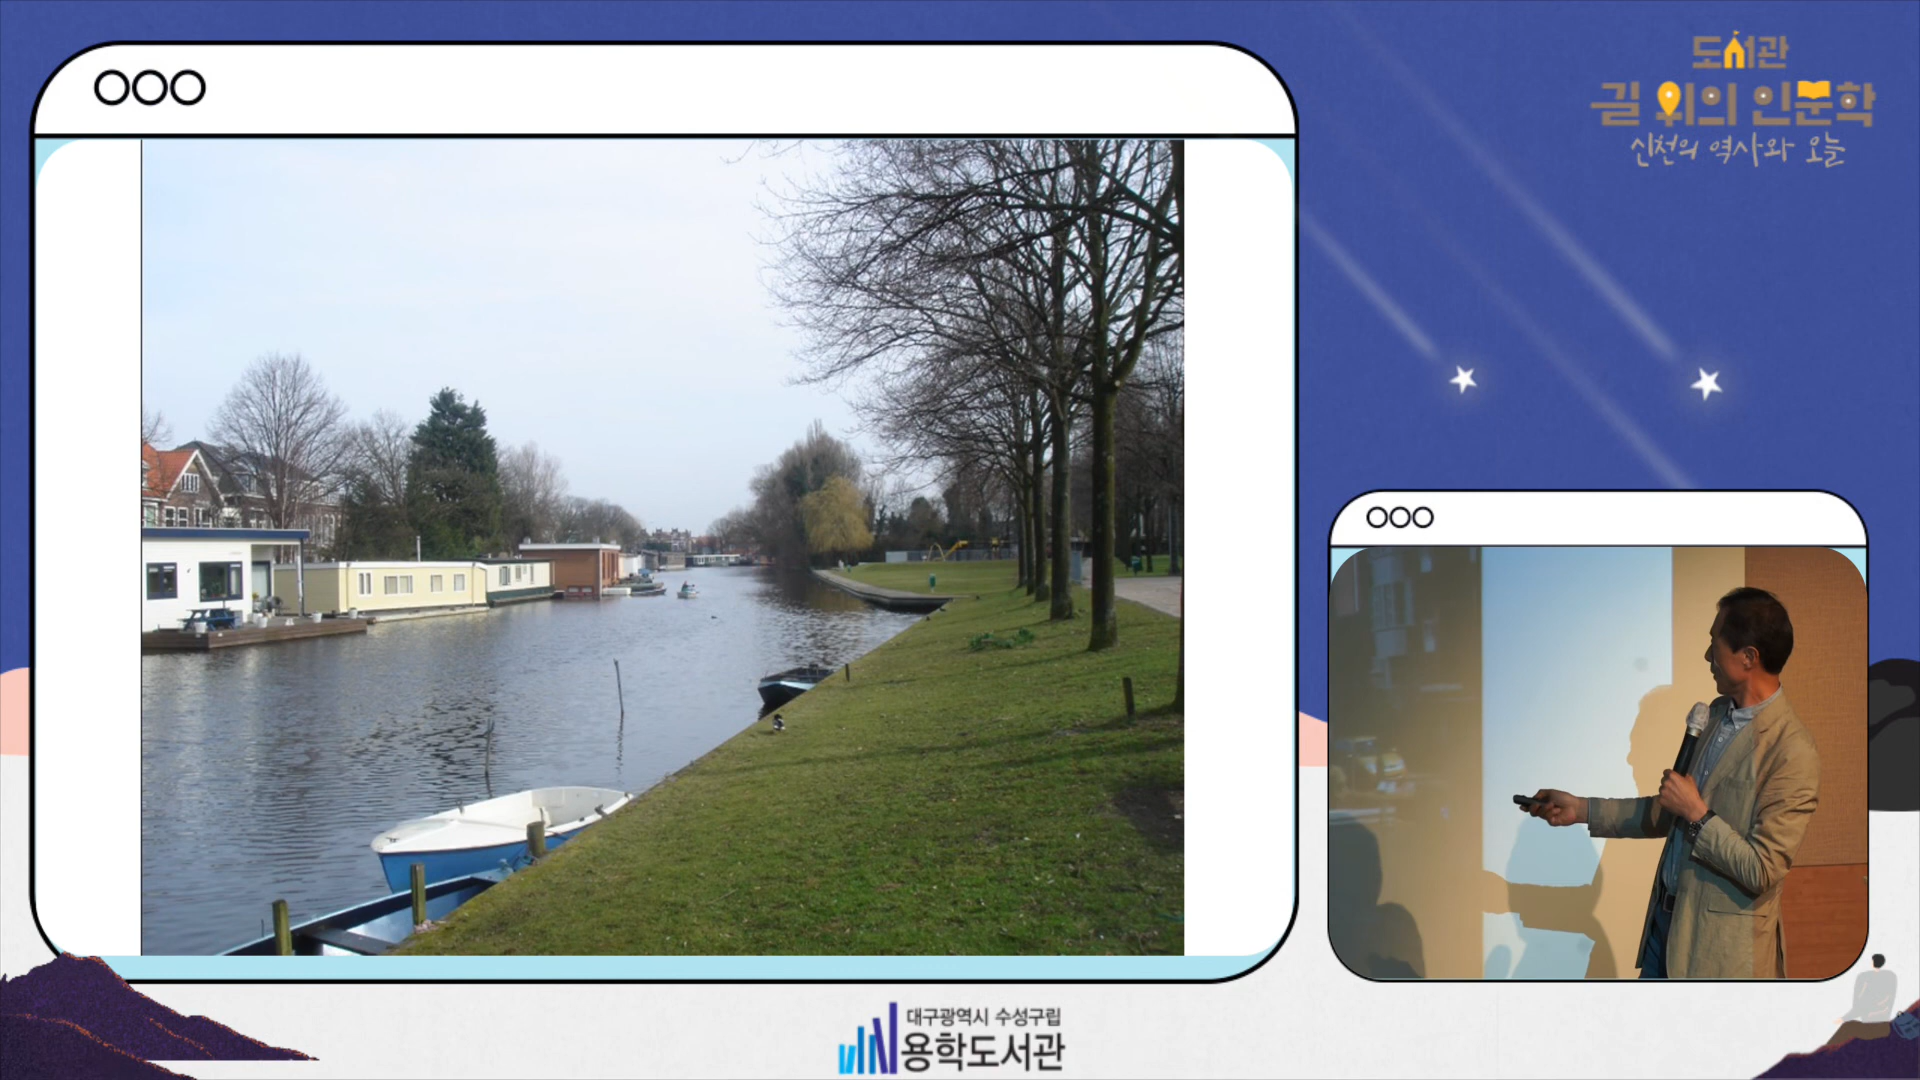 도서관
길 위의 인문학
신천의 역사와 오늘
대구광역시 수성구립
용학도서관